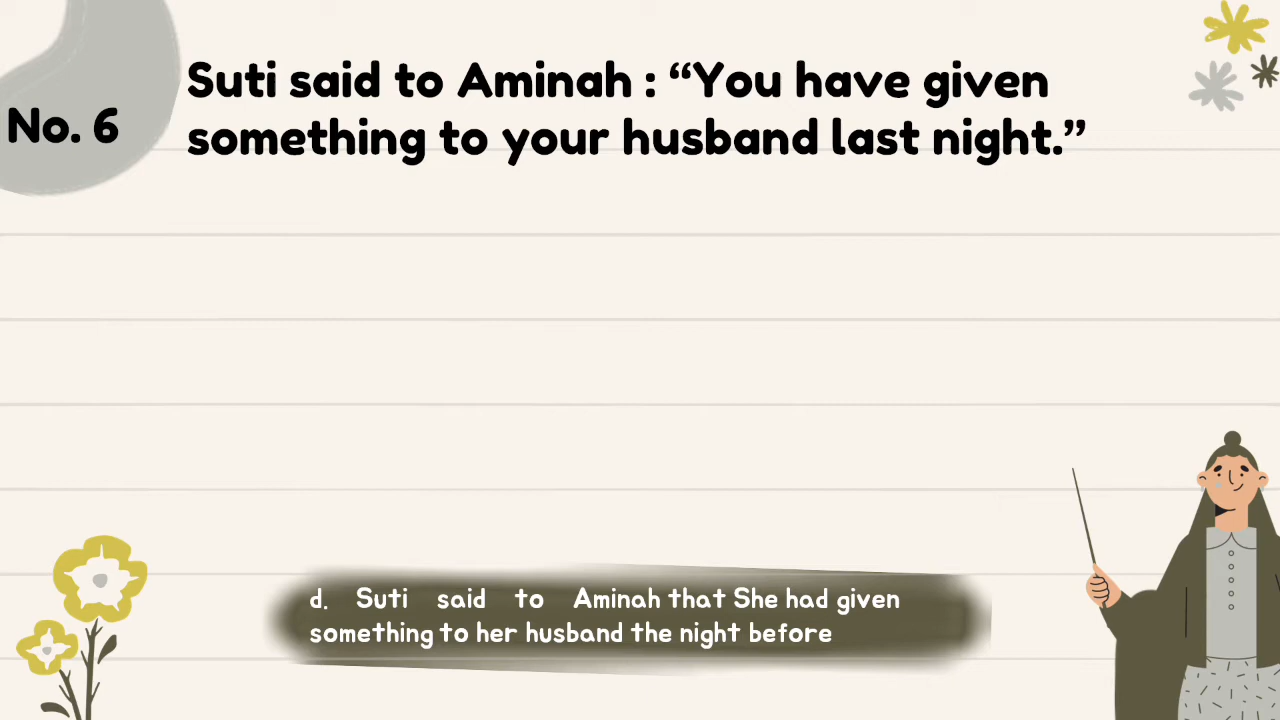 No. 6
Suti said to Aminah : “You have given
something to your husband last night.”
d. Suti said to Aminah that She had given
something to her husband the night before